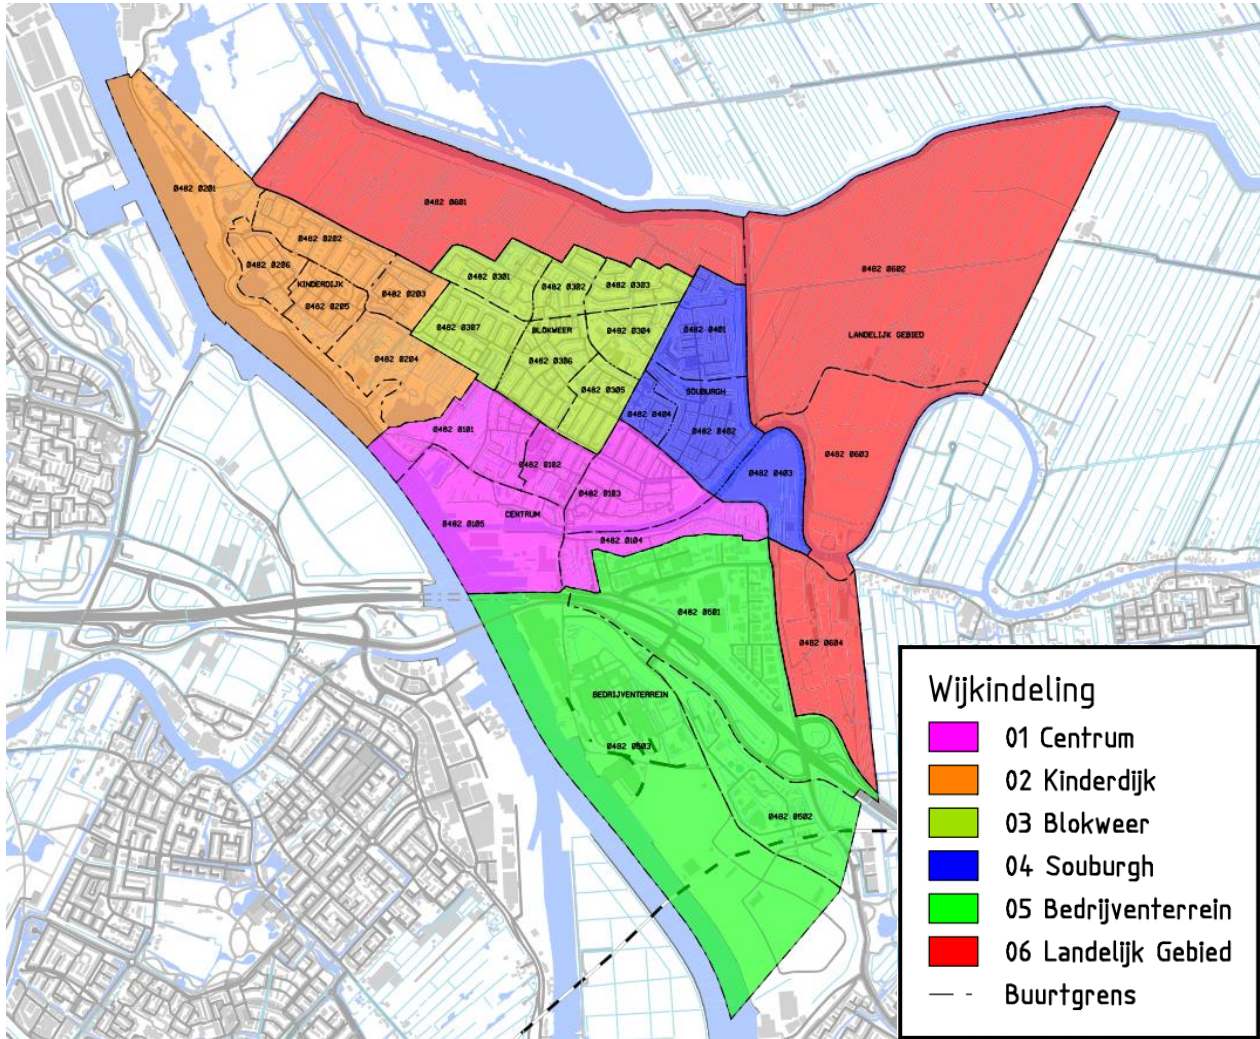 0482 0201
0482 0601
0482 0202
0482 0206
KINDERDIJK
0482 0203
0482 0205
0482 0204
0482 0301
0482 0302
0482 0303
0482 0307
BLOKWEER
0482 0304
0482 0306
0482 0305
0482 0602
LANDELIJK GEBIED
0482 0603
0482 0401
SOUBURGH
0482 0404
0482 0402
0482 0403
0482 0101
0482 0102
0482 0103
CENTRUM
0482 0105
0482 0104
0482 0501
0482 0604
BEDRIJVENTERREIN
0482 0503
0482 0502
Wijkindeling
01 Centrum
02 Kinderdijk
03 Blokweer
04 Souburgh
05 Bedrijventerrein
06 Landelijk Gebied
Buurtgrens